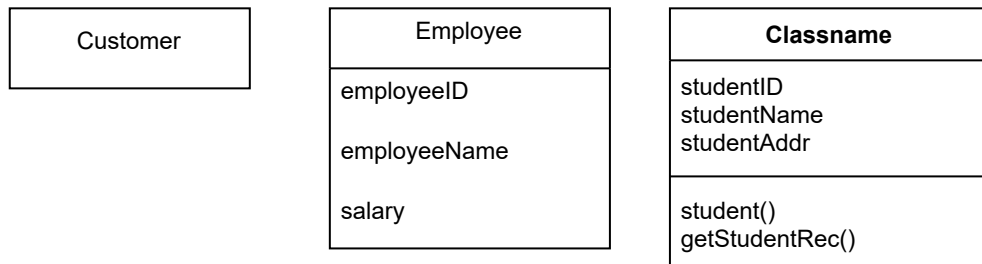 Customer
Employee
employeeID
employeeName
salary
Classname
studentID
studentName
studentAddr
student()
getStudentRec()